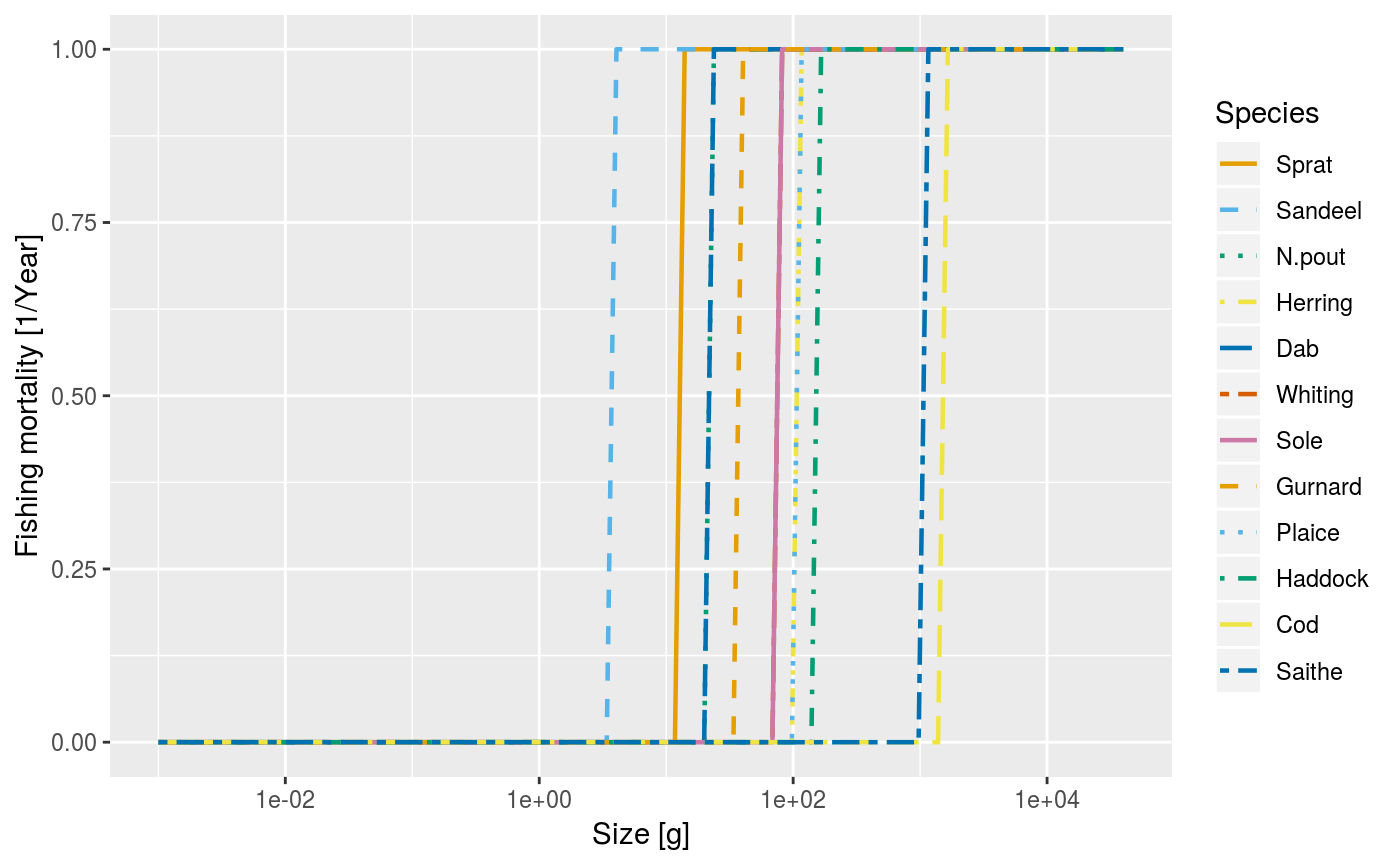 1.00
0.75
0.50
0.25
0.00
Fishing mortality [1/Year]
1e-02
1e+00
1e+02
1e+04
Size [g]
Species
Sprat
Sandeel
N.pout
Herring
Dab
Whiting
Sole
Gurnard
Plaice
Haddock
Cod
Saithe